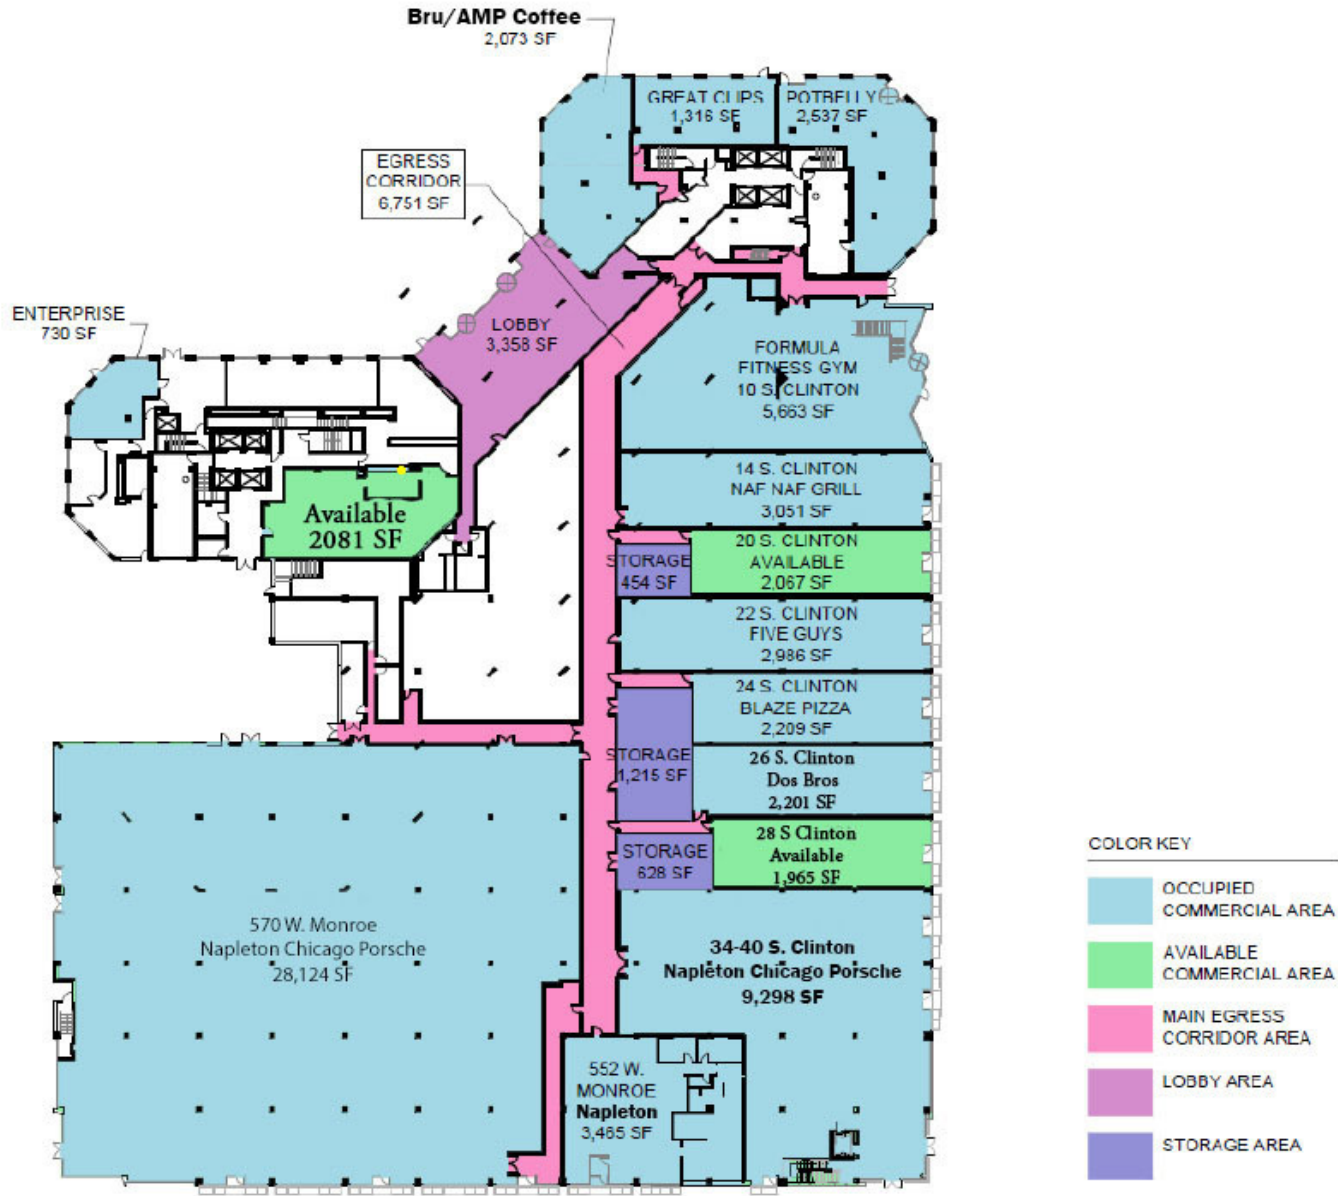 Bru/AMP Coffee
2,073 SF
GREAT CLIPS
1,316 SF
POTBELLY
2,537 SF
EGRESS
CORRIDOR
6,751 SF
ENTERPRISE
730 SF
LOBBY
3,358 SF
FORMULA
FITNESS GYM
10 S. CLINTON
5,663 SF
14 S. CLINTON
NAF NAF GRILL
3,051 SF
Available
2081 SF
20 S. CLINTON
AVAILABLE
2,067 SF
STORAGE
454 SF
22 S. CLINTON
FIVE GUYS
2,986 SF
24 S. CLINTON
BLAZE PIZZA
2,209 SF
STORAGE
1,215 SF
26 S. Clinton
Dos Bros
2,201 SF
28 S Clinton
Available
1,965 SF
STORAGE
628 SF
570 W. Monroe
Napleton Chicago Porsche
28,124 SF
34-40 S. Clinton
Napleton Chicago Porsche
9,298 SF
552 W.
MONROE
Napleton
3,465 SF
COLOR KEY
OCCUPIED
COMMERCIAL AREA
AVAILABLE
COMMERCIAL AREA
MAIN EGRESS
CORRIDOR AREA
LOBBY AREA
STORAGE AREA